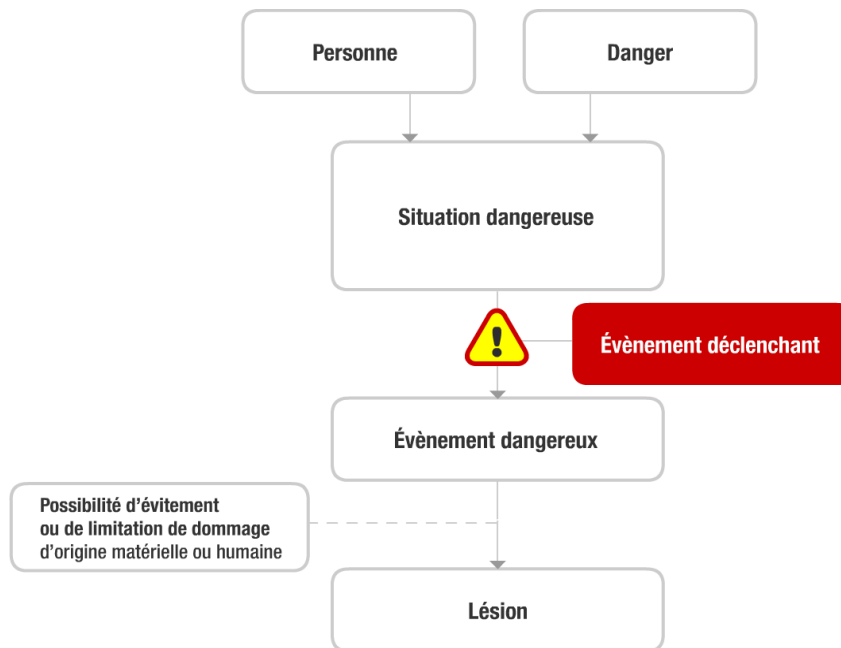 Personne
Danger
Situation dangereuse
!
Évènement déclenchant
Évènement dangereux
Possibilité d’évitement
ou de limitation de dommage
d’origine matérielle ou humaine
Lésion